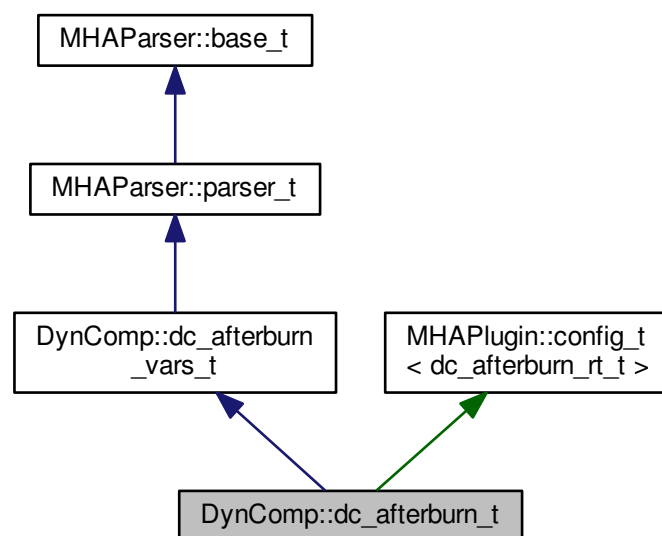 MHAParser::base_t
MHAParser::parser_t
DynComp::dc_afterburn
_vars_t
MHAPlugin::config_t
< dc_afterburn_rt_t >
DynComp::dc_afterburn_t